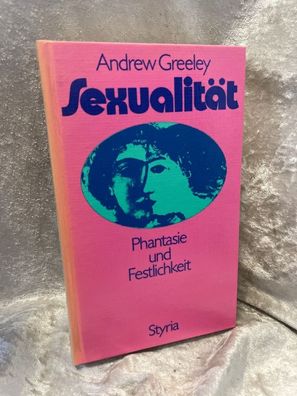 Andrew Greeley
Sexualität
Phantasie
und
Festlichkeit
Styria